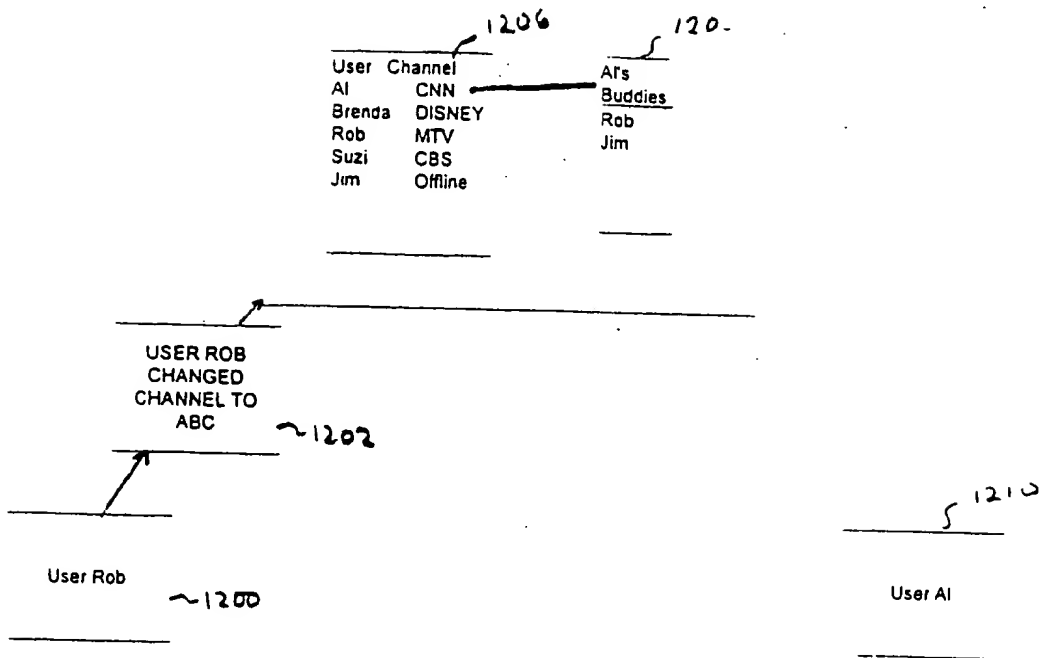 1206
120
User Channel
Al CNN
Brenda DISNEY
Rob MTV
Suzi CBS
Jim Offline
Al's
Buddies
Rob
Jim
USER ROB
CHANGED
CHANNEL TO
ABC
~1202
User Rob
~1200
1210
User Al